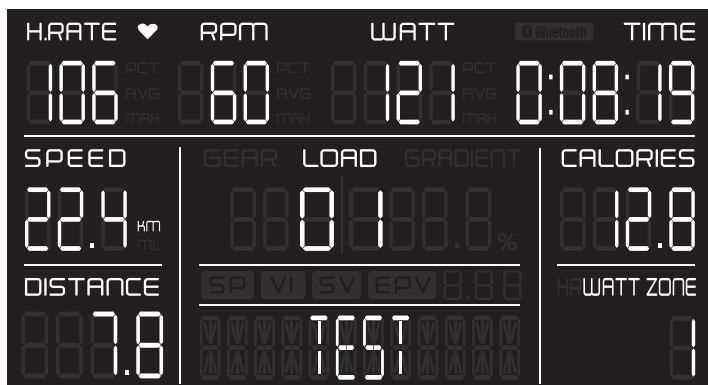 H.RATE RPM WATT Bluetooth TIME
PCT PCT PCT
AVG AVG AVG
MAX MAX MAX
106 60 121 0:08:19
SPEED GEAR LOAD GRADIENT CALORIES
22.4 KM ML 01 % 12.8
DISTANCE SP VI SV EPV HR WATT ZONE
7.8 TEST 1